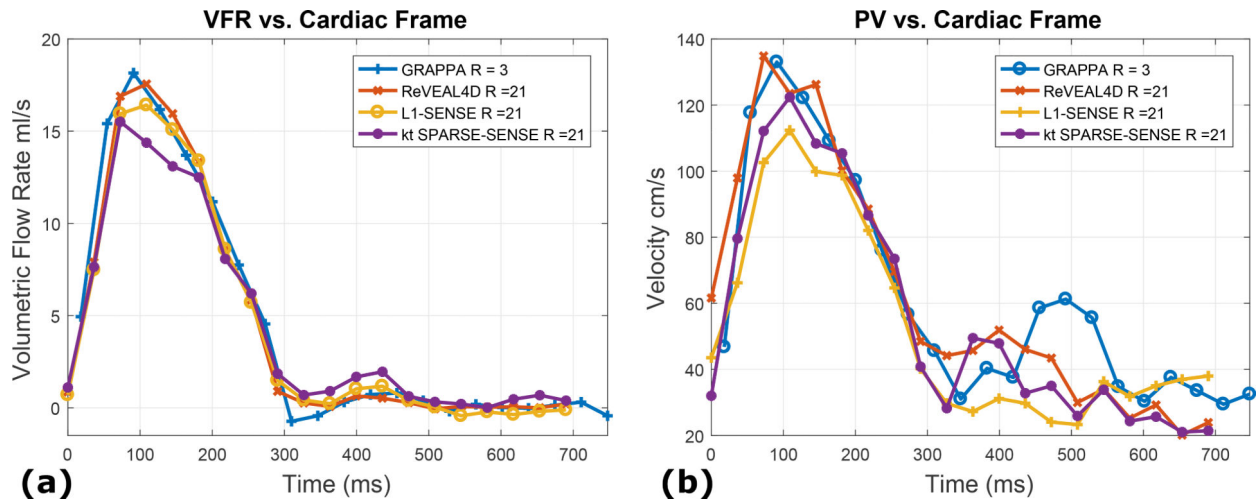 VFR vs. Cardiac Frame
20
15
10
5
0
Volumetric Flow Rate ml/s
GRAPPA R = 3
ReVEAL4D R =21
L1-SENSE R =21
kt SPARSE-SENSE R =21
0 100 200 300 400 500 600 700
Time (ms)
(a)
PV vs. Cardiac Frame
140
120
100
80
60
40
20
Velocity cm/s
GRAPPA R = 3
ReVEAL4D R =21
L1-SENSE R =21
kt SPARSE-SENSE R =21
0 100 200 300 400 500 600 700
Time (ms)
(b)